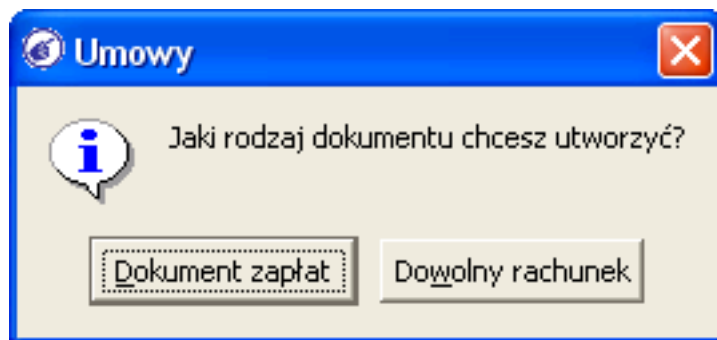 Umowy
Jaki rodzaj dokumentu chcesz utworzyć?
Dokument zapłat
Dowolny rachunek